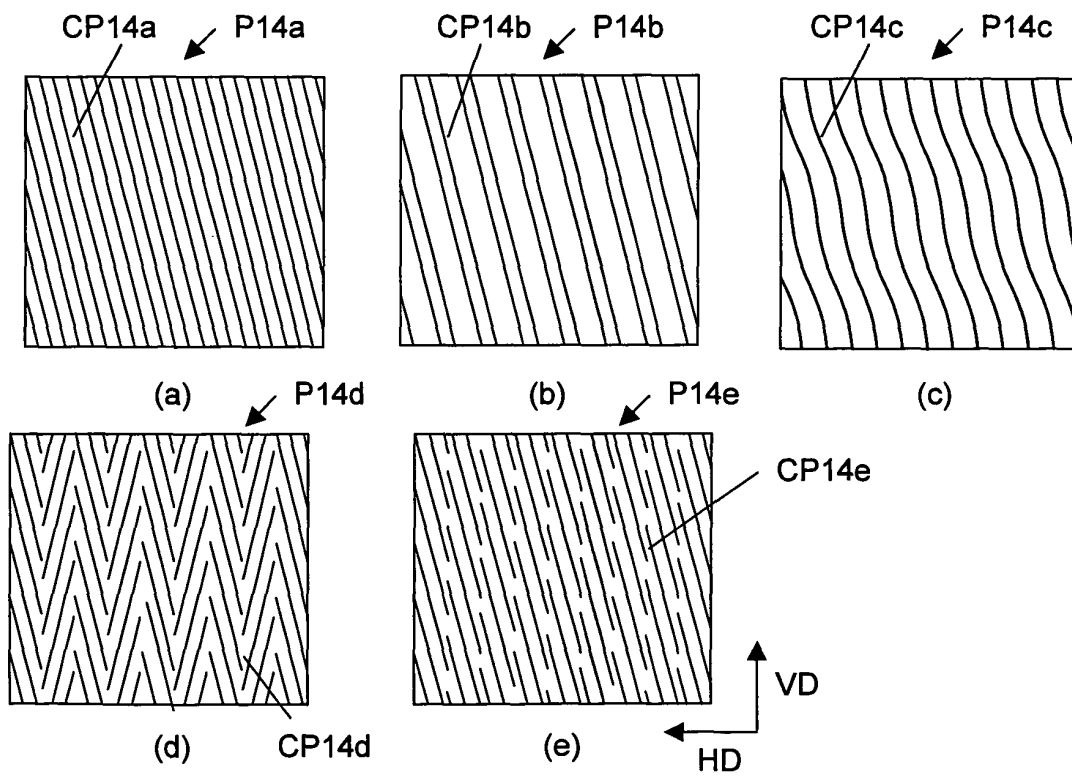 CP14a P14a CP14b P14b CP14c P14c
(a) (b) (c)
P14d P14e
CP14e
VD
CP14d
(d) (e) HD